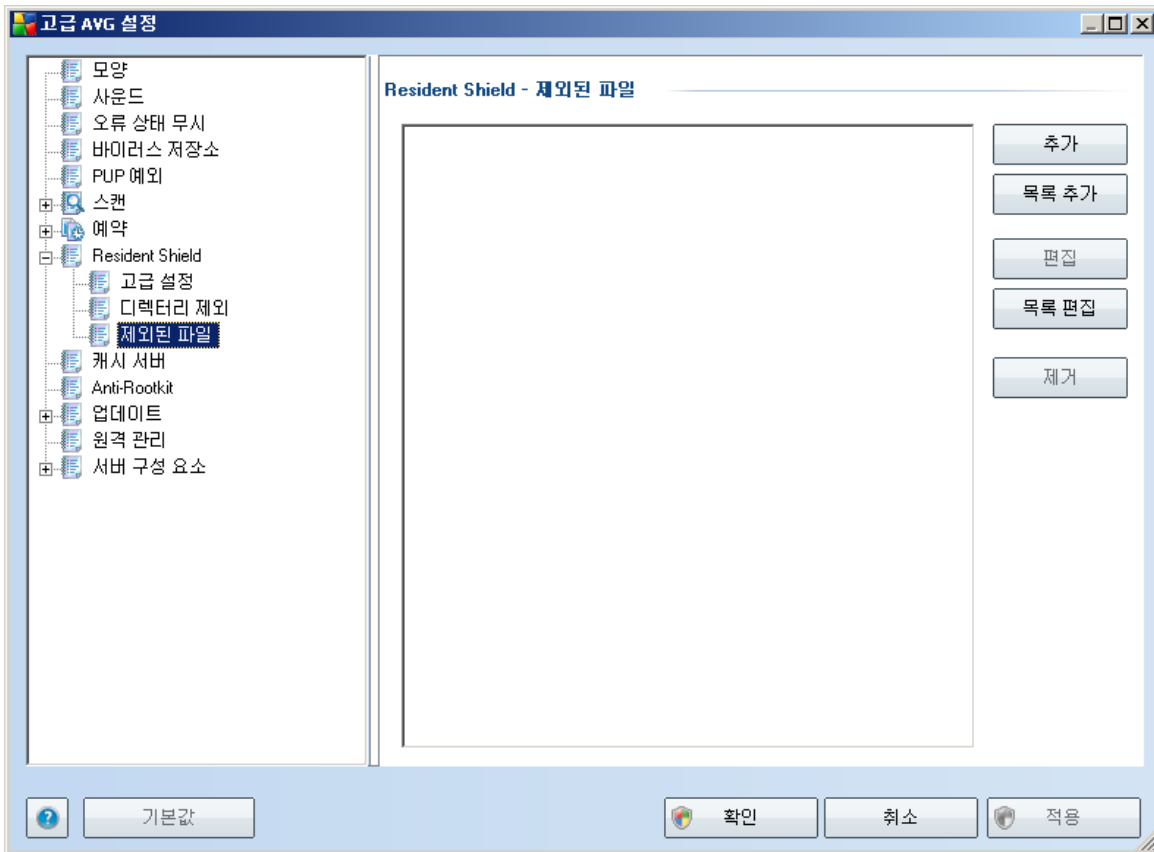 고급 AVG 설정
모양
사운드
오류 상태 무시
바이러스 저장소
PUP 예외
스캔
예약
Resident Shield
고급 설정
디렉터리 제외
제외된 파일
캐시 서버
Anti-Rootkit
업데이트
원격 관리
서버 구성 요소
Resident Shield - 제외된 파일
추가
목록 추가
편집
목록 편집
제거
기본값
확인
취소
적용